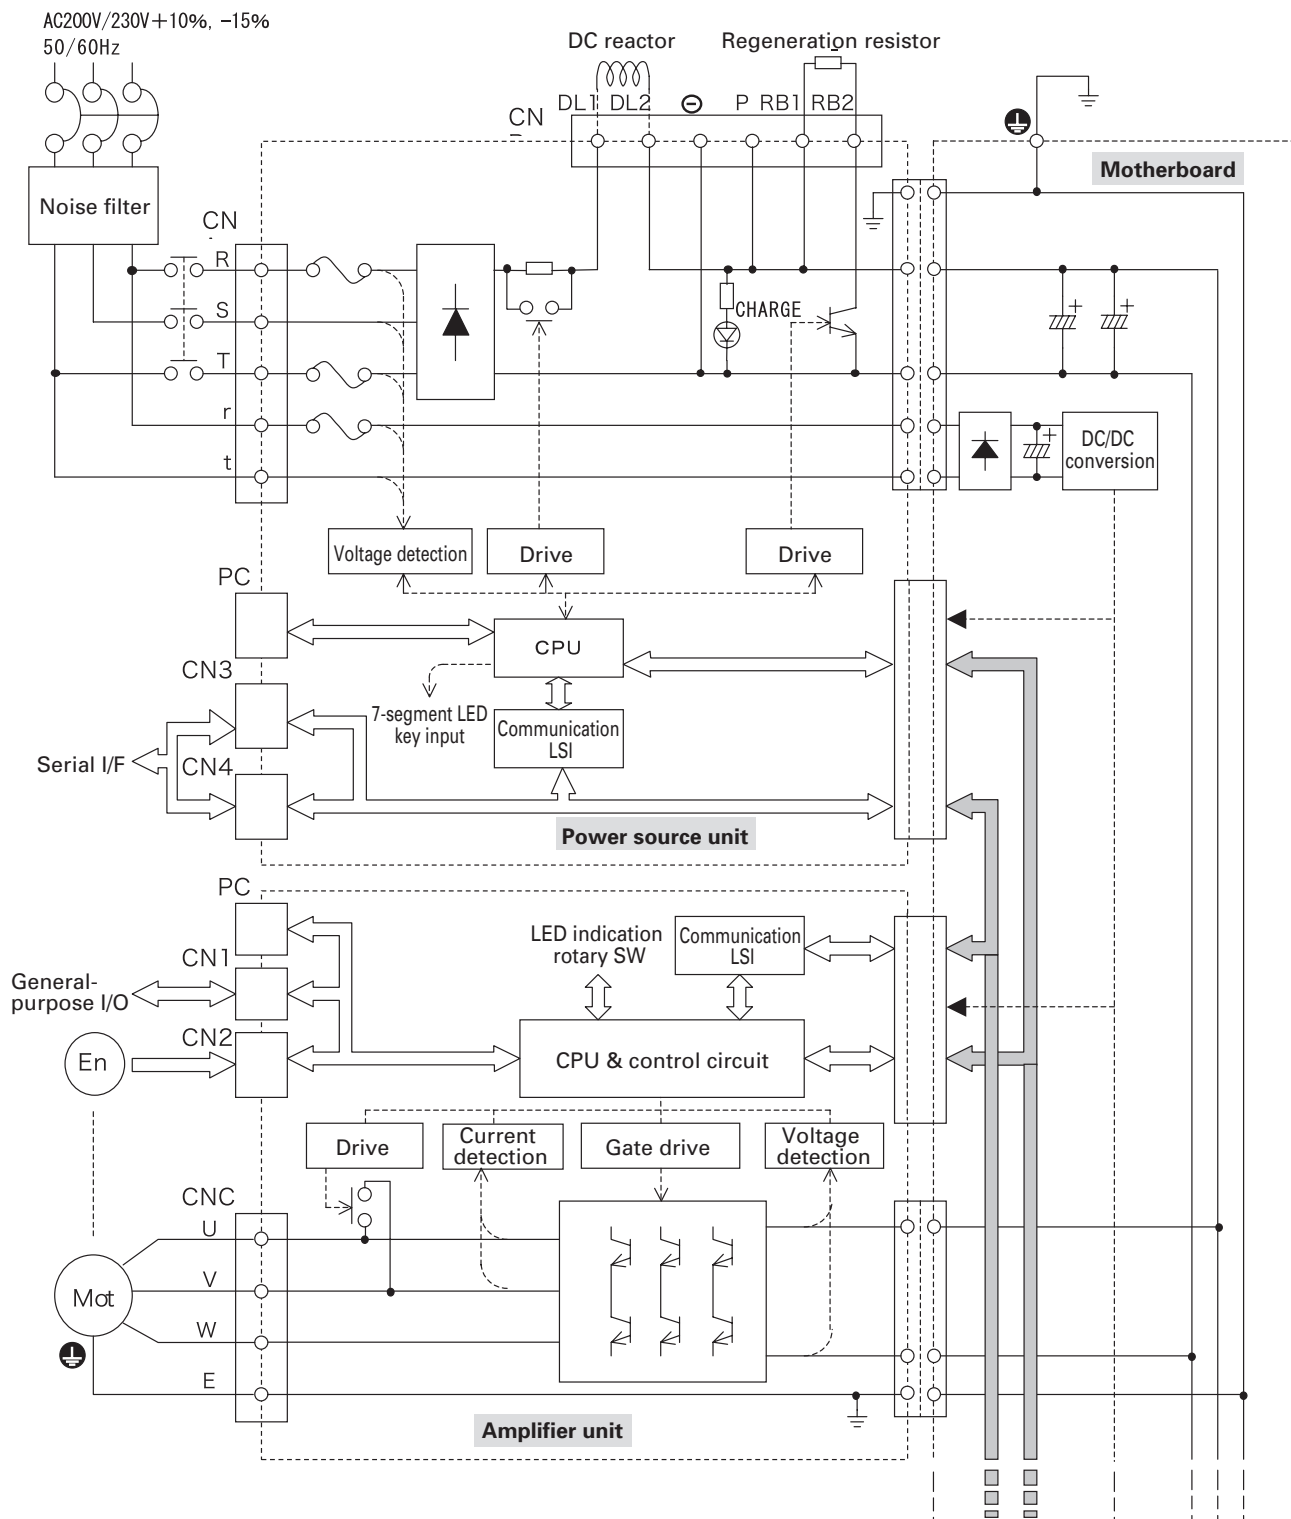 AC200V/230V+10%, -15%
50/60Hz
DC reactor
Regeneration resistor
CN
DL1 DL2 ⊖ P RB1 RB2
Motherboard
Noise filter
CN
R
S
T
r
t
CHARGE
+
+
+
DC/DC
conversion
Voltage detection
Drive
Drive
PC
CPU
CN3
7-segment LED
key input
Communication
LSI
Serial I/F
CN4
Power source unit
PC
LED indication
rotary SW
Communication
LSI
CN1
General-
purpose I/O
CN2
En
CPU & control circuit
Drive
Current
detection
Gate drive
Voltage
detection
CNC
U
V
Mot
W
E
Amplifier unit